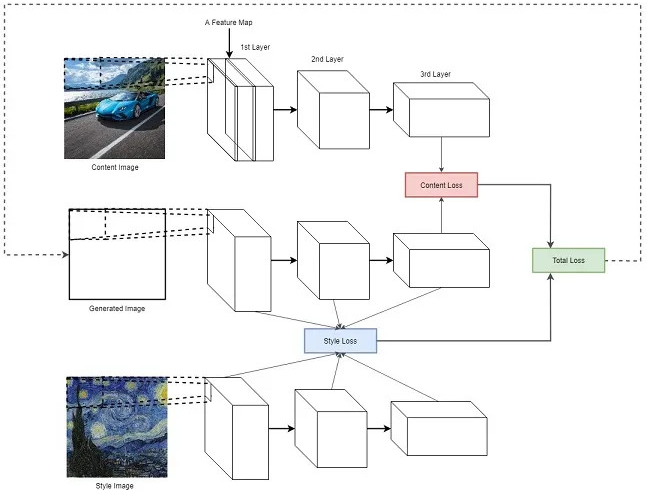 A Feature Map
1st Layer
2nd Layer
3rd Layer
Content Image
Content Loss
Generated Image
Total Loss
Style Loss
Style Image